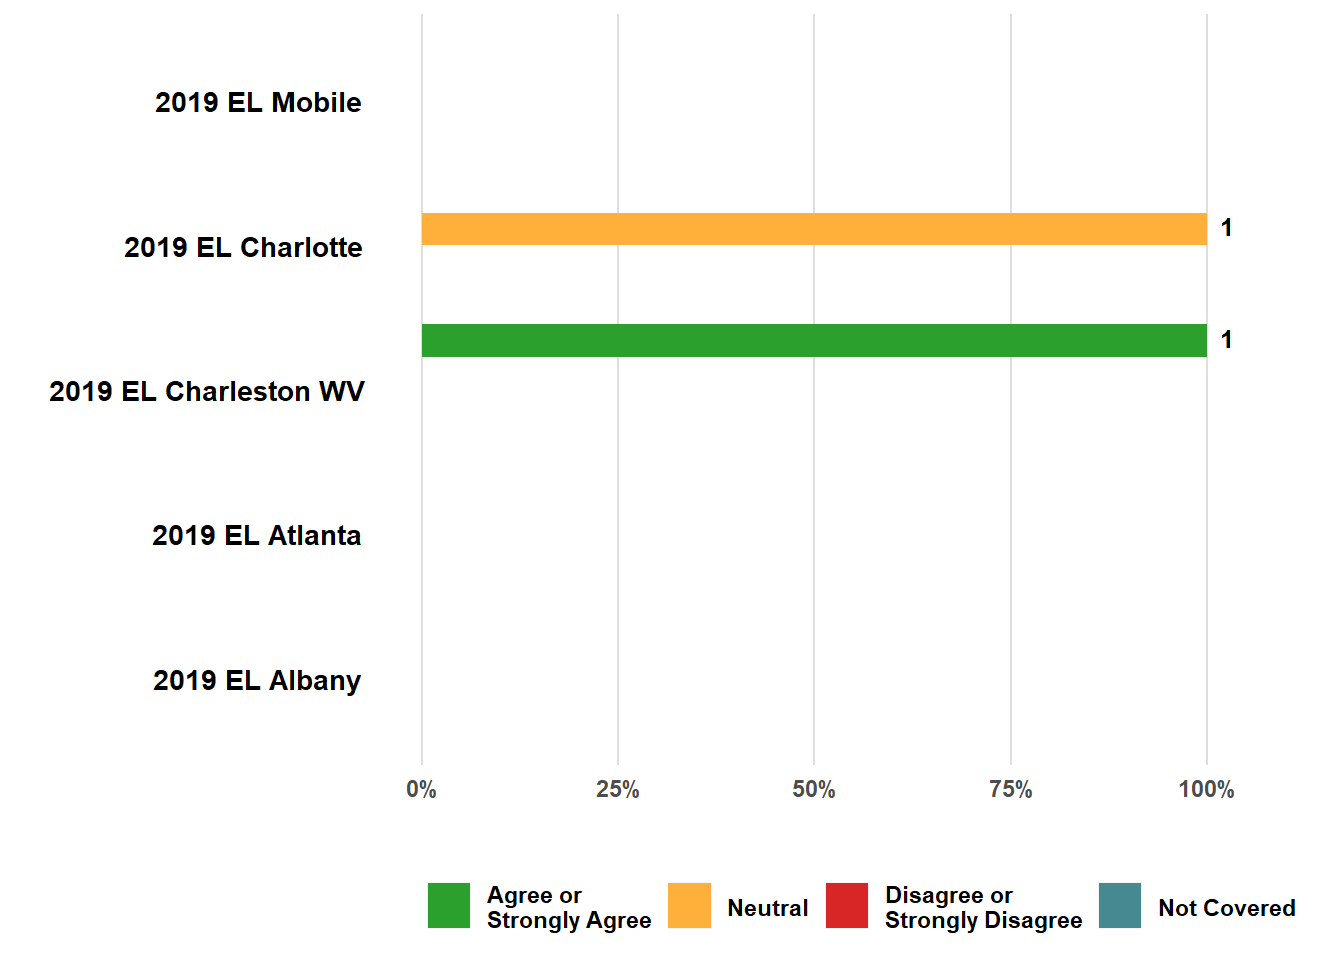 2019 EL Mobile
2019 EL Charlotte
1
1
2019 EL Charleston WV
2019 EL Atlanta
2019 EL Albany
0% 25% 50% 75% 100%
Agree or
Strongly Agree
Neutral
Disagree or
Strongly Disagree
Not Covered